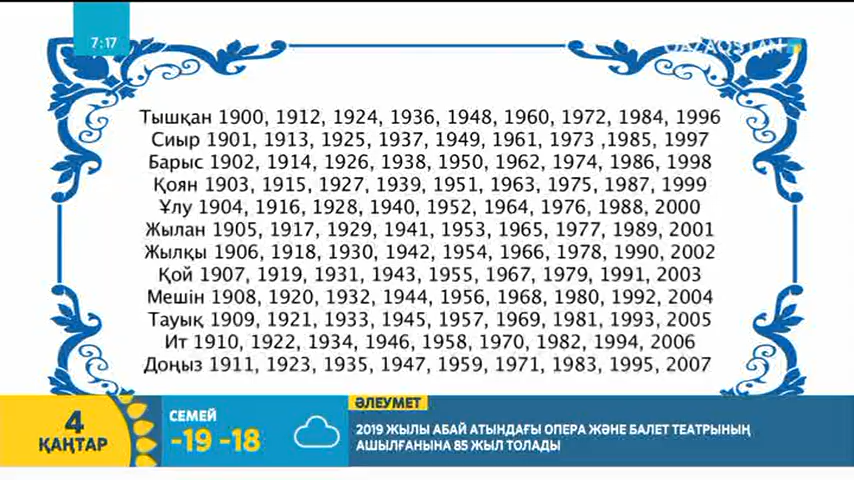 7:17
QAZAQSTAN
Тышқан 1900, 1912, 1924, 1936, 1948, 1960, 1972, 1984, 1996
Сиыр 1901, 1913, 1925, 1937, 1949, 1961, 1973 ,1985, 1997
Барыс 1902, 1914, 1926, 1938, 1950, 1962, 1974, 1986, 1998
Қоян 1903, 1915, 1927, 1939, 1951, 1963, 1975, 1987, 1999
Ұлу 1904, 1916, 1928, 1940, 1952, 1964, 1976, 1988, 2000
Жылан 1905, 1917, 1929, 1941, 1953, 1965, 1977, 1989, 2001
Жылқы 1906, 1918, 1930, 1942, 1954, 1966, 1978, 1990, 2002
Қой 1907, 1919, 1931, 1943, 1955, 1967, 1979, 1991, 2003
Мешін 1908, 1920, 1932, 1944, 1956, 1968, 1980, 1992, 2004
Тауық 1909, 1921, 1933, 1945, 1957, 1969, 1981, 1993, 2005
Ит 1910, 1922, 1934, 1946, 1958, 1970, 1982, 1994, 2006
Доңыз 1911, 1923, 1935, 1947, 1959, 1971, 1983, 1995, 2007
4
ҚАҢТАР
СЕМЕЙ
-19 -18
ӘЛЕУМЕТ
2019 ЖЫЛЫ АБАЙ АТЫНДАҒЫ ОПЕРА ЖӘНЕ БАЛЕТ ТЕАТРЫНЫҢ
АШЫЛҒАНЫНА 85 ЖЫЛ ТОЛАДЫ